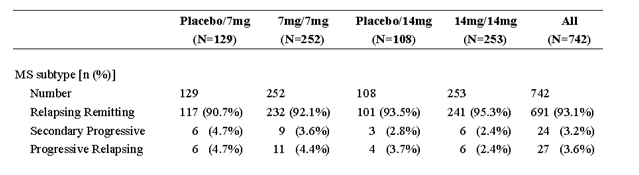 Placebo/7mg 7mg/7mg Placebo/14mg 14mg/14mg All
(N=129) (N=252) (N=108) (N=253) (N=742)
MS subtype [n (%)]
Number 129 252 108 253 742
Relapsing Remitting 117 (90.7%) 232 (92.1%) 101 (93.5%) 241 (95.3%) 691 (93.1%)
Secondary Progressive 6 (4.7%) 9 (3.6%) 3 (2.8%) 6 (2.4%) 24 (3.2%)
Progressive Relapsing 6 (4.7%) 11 (4.4%) 4 (3.7%) 6 (2.4%) 27 (3.6%)